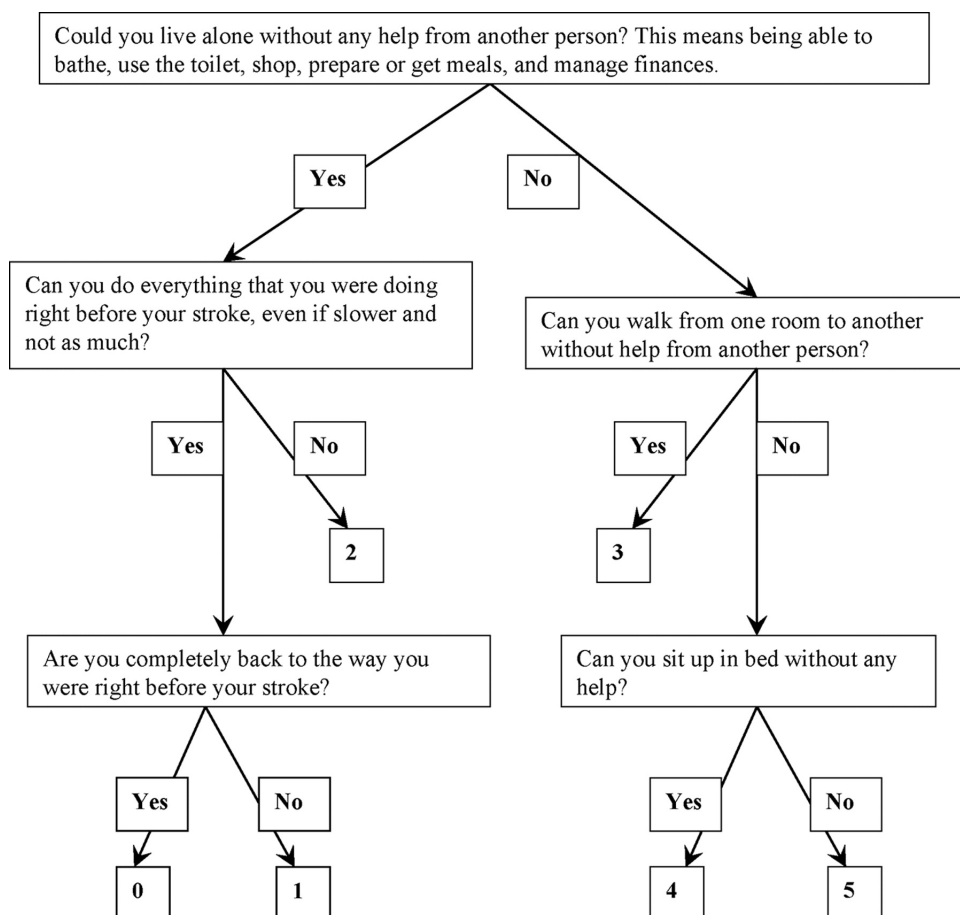 Could you live alone without any help from another person? This means being able to
bathe, use the toilet, shop, prepare or get meals, and manage finances.
Yes
No
Can you do everything that you were doing
right before your stroke, even if slower and
not as much?
Can you walk from one room to another
without help from another person?
Yes
No
Yes
No
2
3
Are you completely back to the way you
were right before your stroke?
Can you sit up in bed without any
help?
Yes
No
Yes
No
0
1
4
5